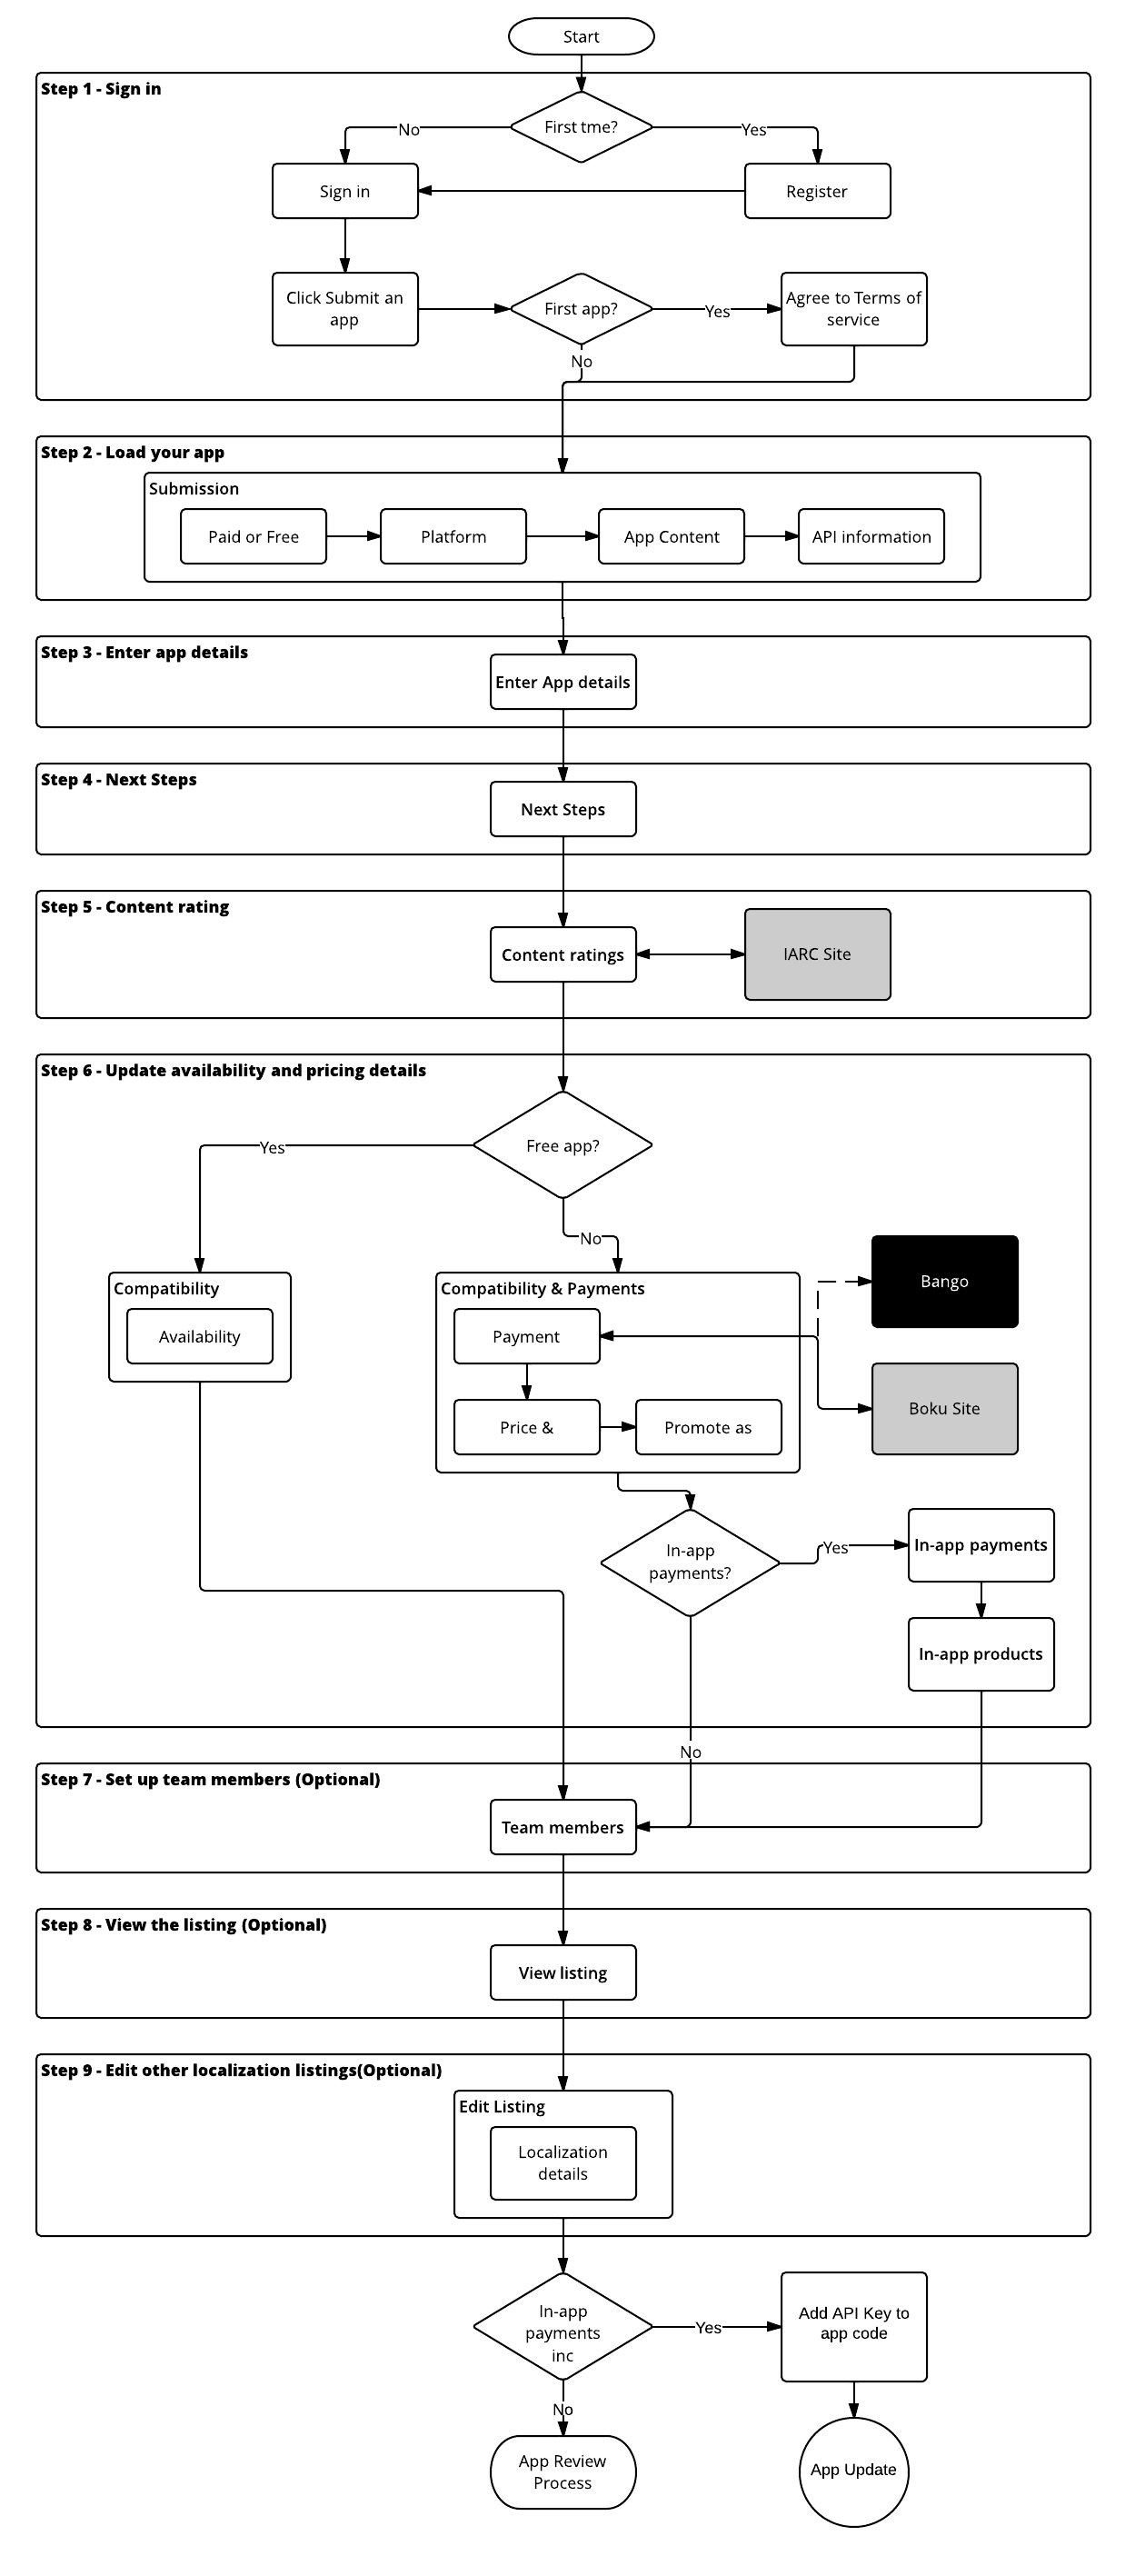 Start
Step 1 - Sign in
First tme?
No
Yes
Sign in
Register
Click Submit an
app
First app?
Yes
Agree to Terms of
service
No
Step 2 - Load your app
Submission
Paid or Free
Platform
App Content
API information
Step 3 - Enter app details
Enter App details
Step 4 - Next Steps
Next Steps
Step 5 - Content rating
Content ratings
IARC Site
Step 6 - Update availability and pricing details
Free app?
Yes
No
Compatibility
Availability
Compatibility & Payments
Payment
Price &
Promote as
Bango
Boku Site
In-app
payments?
Yes
In-app payments
In-app products
No
Step 7 - Set up team members (Optional)
Team members
Step 8 - View the listing (Optional)
View listing
Step 9 - Edit other localization listings(Optional)
Edit Listing
Localization
details
In-app
payments
inc
Yes
Add API Key to
app code
No
App Review
Process
App Update